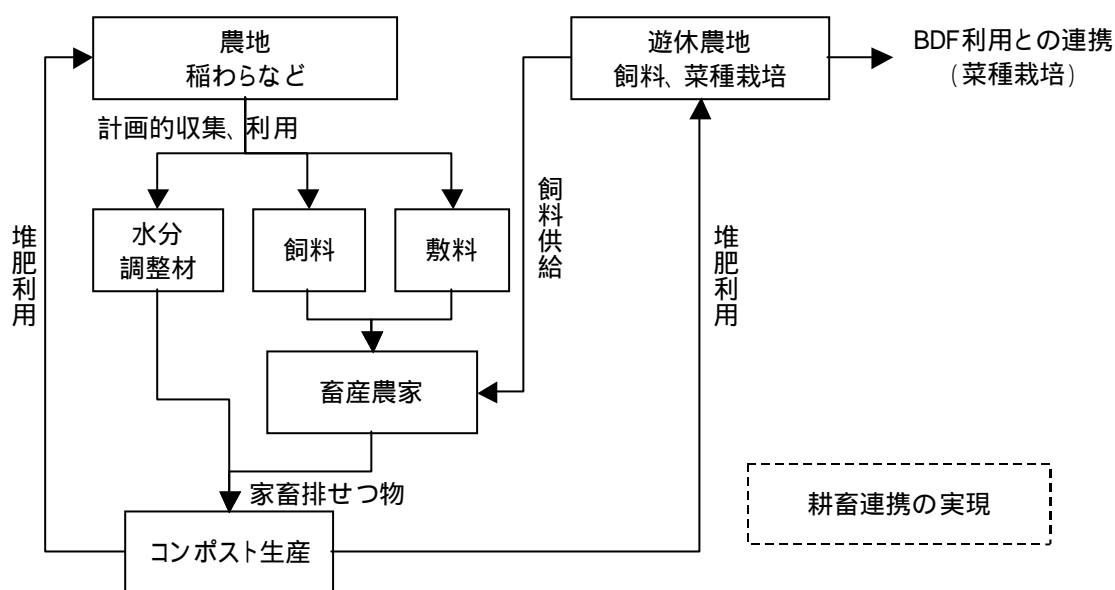 農地
稲わらなど
遊休農地
飼料、菜種栽培
BDF利用との連携
(菜種栽培)
計画的収集、利用
飼料供給
堆肥利用
水分
調整材
飼料
敷料
堆肥利用
畜産農家
家畜排せつ物
耕畜連携の実現
コンポスト生産